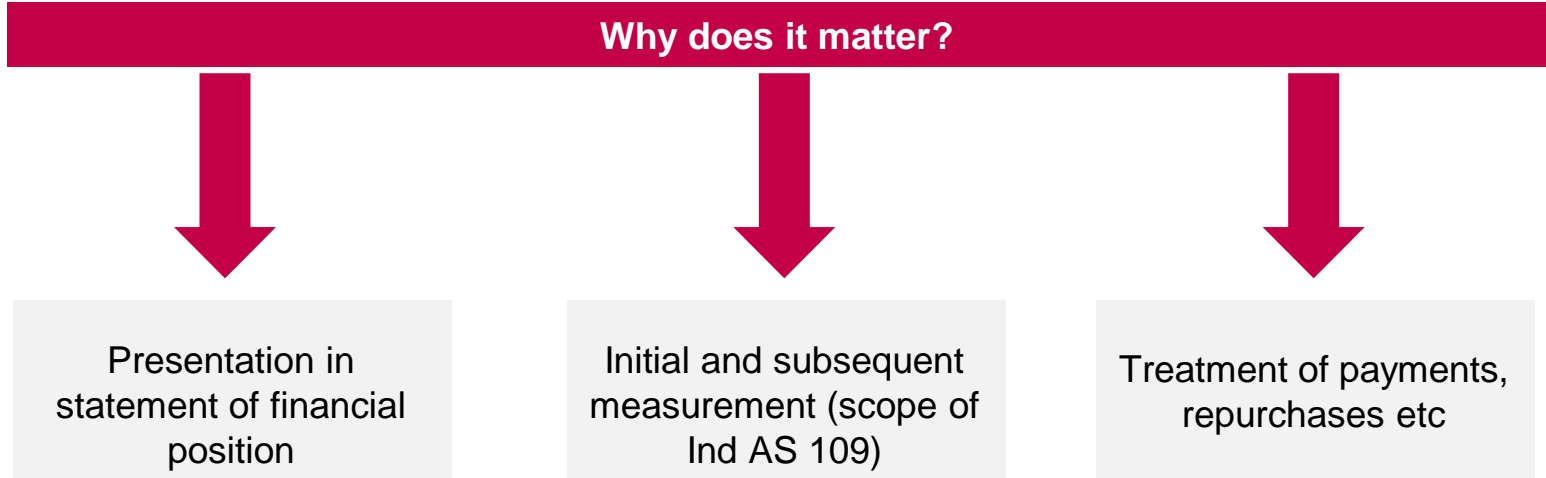 Why does it matter?
Presentation in
statement of financial
position
Initial and subsequent
measurement (scope of
Ind AS 109)
Treatment of payments,
repurchases etc